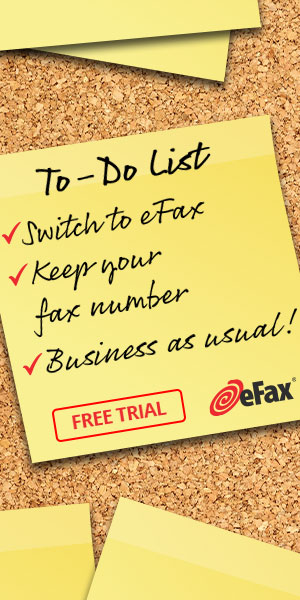 To-Do List
Switch to eFax
Keep your
fax number
Business as usual!
FREE TRIAL
eFax®